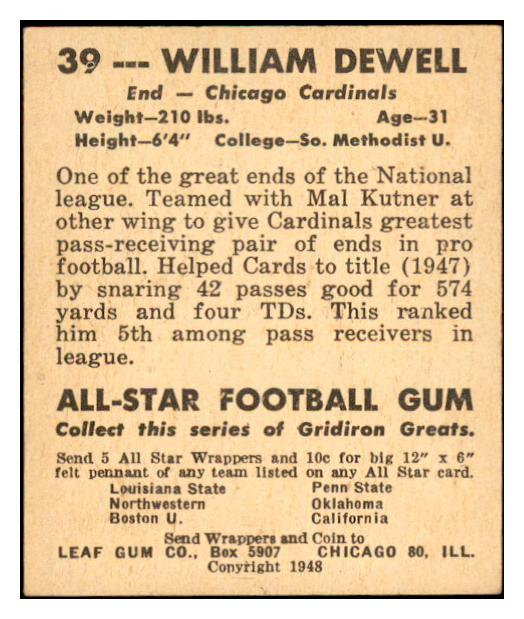 39 --- WILLIAM DEWELL
End — Chicago Cardinals
Weight—210 lbs. Age—31
Height—6'4" College—So. Methodist U.
One of the great ends of the National
league. Teamed with Mal Kutner at
other wing to give Cardinals greatest
pass-receiving pair of ends in pro
football. Helped Cards to title (1947)
by snaring 42 passes good for 574
yards and four TDs. This ranked
him 5th among pass receivers in
league.
ALL-STAR FOOTBALL GUM
Collect this series of Gridiron Greats.
Send 5 All Star Wrappers and 10c for big 12" x 6"
felt pennant of any team listed on any All Star card.
Louisiana State Penn State
Northwestern Oklahoma
Boston U. California
Send Wrappers and Coin to
LEAF GUM CO., Box 5907 CHICAGO 80, ILL.
Copyright 1948